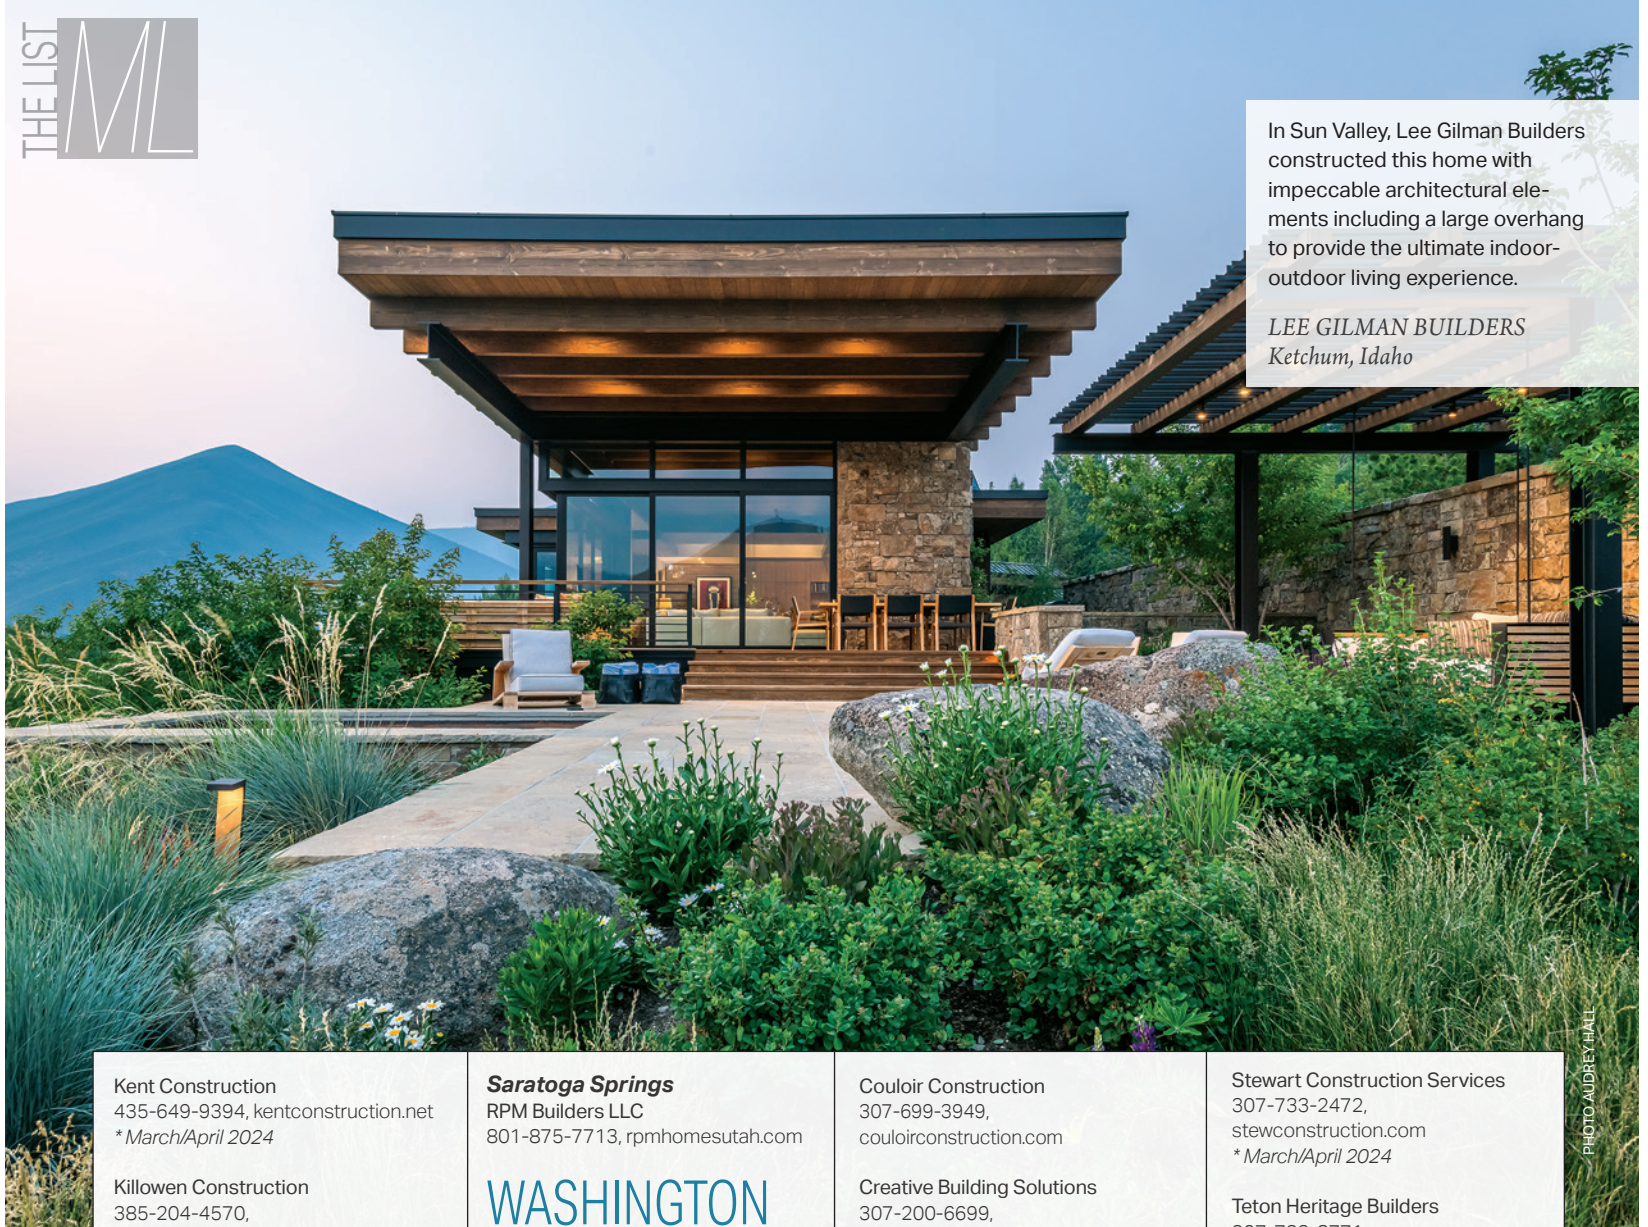 THE LIST
ML
In Sun Valley, Lee Gilman Builders
constructed this home with
impeccable architectural ele-
ments including a large overhang
to provide the ultimate indoor-
outdoor living experience.
LEE GILMAN BUILDERS
Ketchum, Idaho
PHOTO AUDREY HALL
Kent Construction
435-649-9394, kentconstruction.net
* March/April 2024
Killowen Construction
385-204-4570,
Saratoga Springs
RPM Builders LLC
801-875-7713, rpmhomesutah.com
WASHINGTON
Couloir Construction
307-699-3949,
couloirconstruction.com
Creative Building Solutions
307-200-6699,
Stewart Construction Services
307-733-2472,
stewconstruction.com
* March/April 2024
Teton Heritage Builders